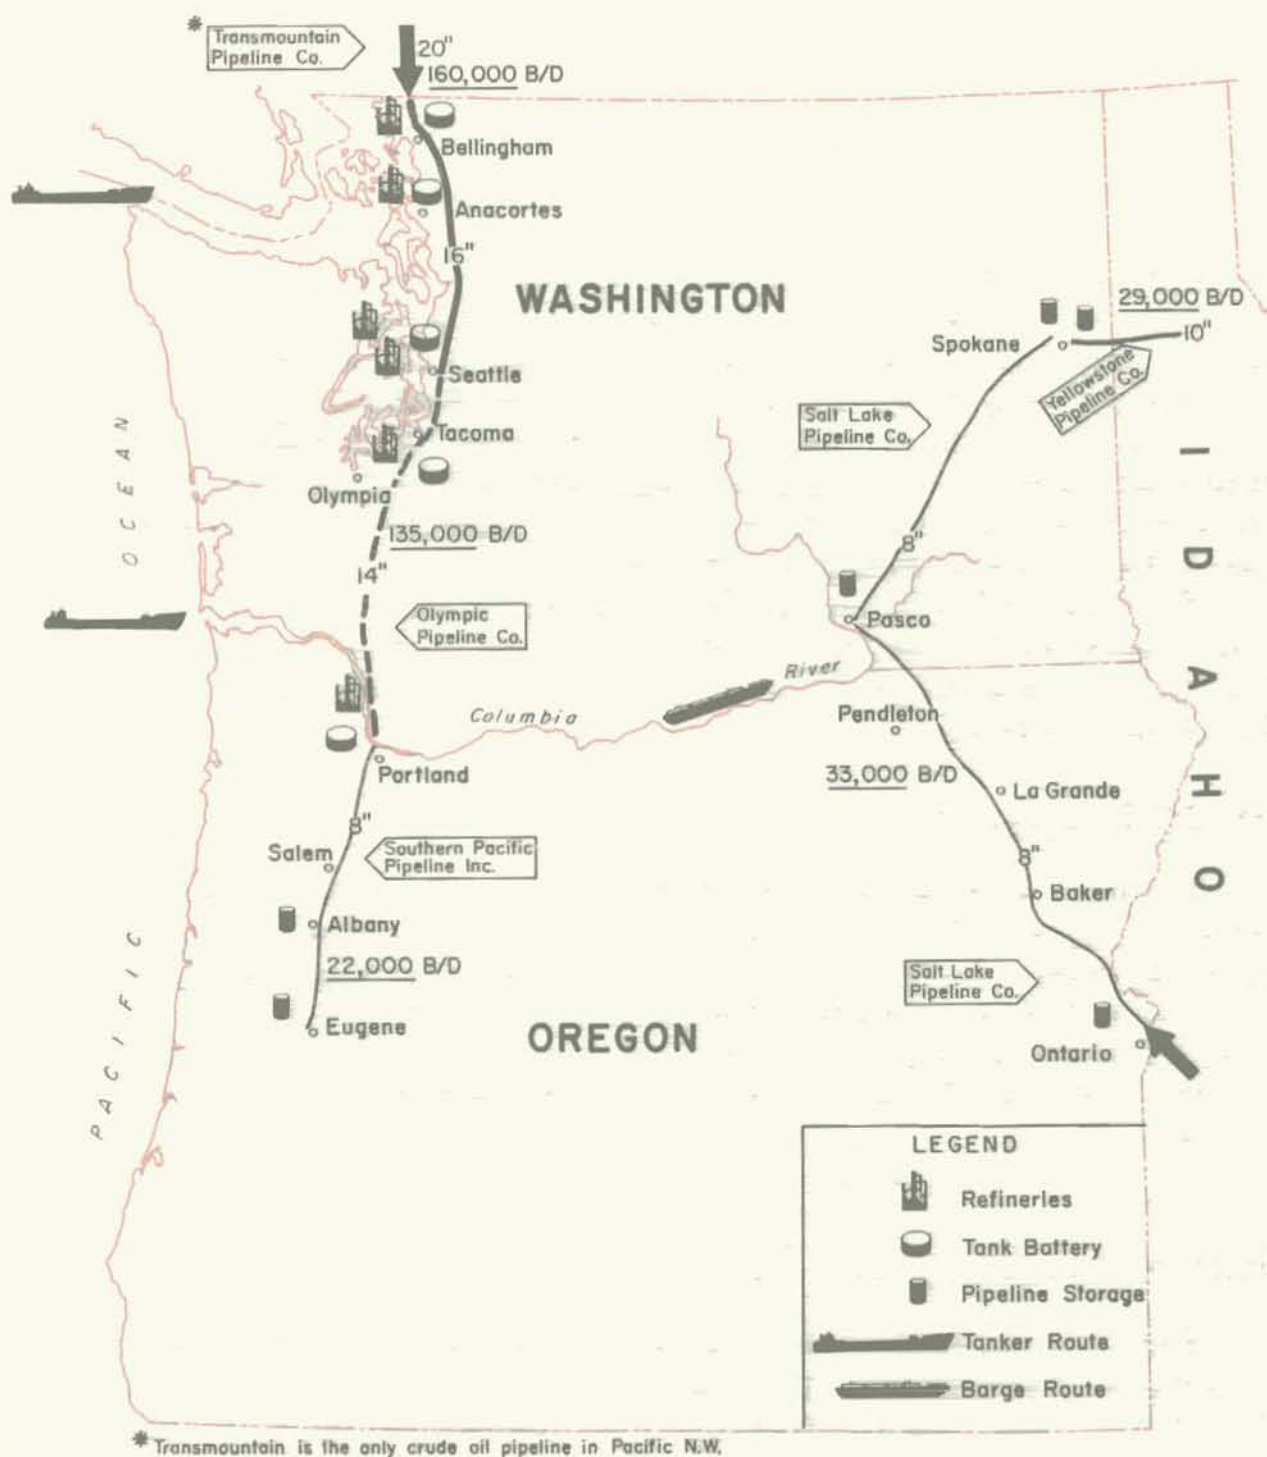 * Transmountain
Pipeline Co.
20"
160,000 B/D
Bellingham
Anacortes
16"
WASHINGTON
29,000 B/D
10"
Spokane
Yellowstone
Pipeline Co.
Seattle
Salt Lake
Pipeline Co.
Tacoma
Olympia
135,000 B/D
8"
14"
Olympic
Pipeline Co.
Pasco
River
Columbia
Pendleton
Portland
33,000 B/D
La Grande
8"
Salem
Southern Pacific
Pipeline Inc.
8"
Baker
Albany
22,000 B/D
Salt Lake
Pipeline Co.
Eugene
OREGON
Ontario
PACIFIC
OCEAN
IDAHO
LEGEND
Refineries
Tank Battery
Pipeline Storage
Tanker Route
Barge Route
* Transmountain is the only crude oil pipeline in Pacific N.W.